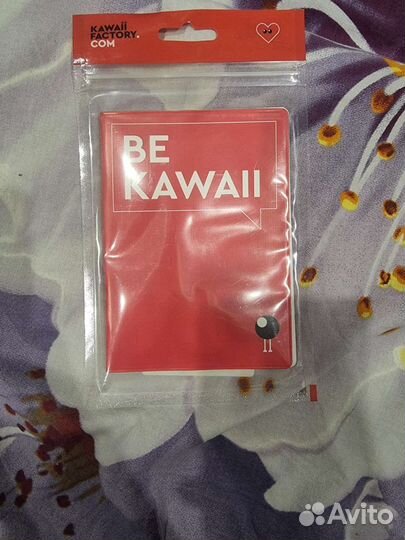 KAWAII
FACTORY.
.COM
BE
KAWAII
Avito